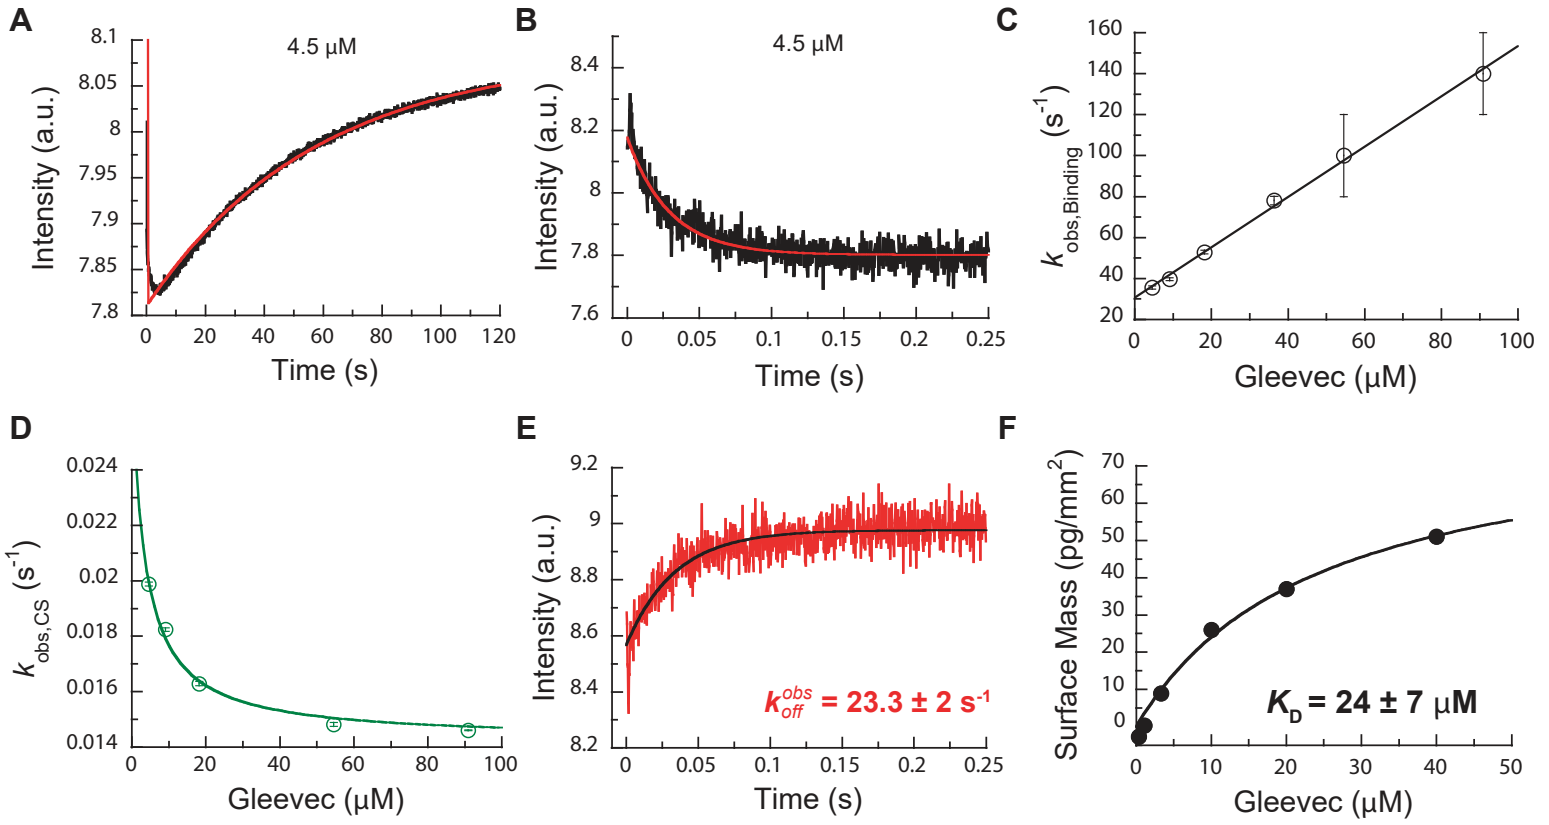 A
4.5 µM
8.1
8.05
8
7.95
7.9
7.85
7.8
Intensity (a.u.)
0 20 40 60 80 100 120
Time (s)
B
4.5 µM
8.4
8.2
8
7.8
7.6
Intensity (a.u.)
0 0.05 0.1 0.15 0.2 0.25
Time (s)
C
160
140
120
100
80
60
40
20
k obs,Binding (s-1)
0 20 40 60 80 100
Gleevec (µM)
D
0.024
0.022
0.02
0.018
0.016
0.014
k obs,CS (s-1)
0 20 40 60 80 100
Gleevec (µM)
E
9.2
9
8.8
8.6
8.4
8.2
Intensity (a.u.)
k obs off = 23.3 ± 2 s-1
0 0.05 0.1 0.15 0.2 0.25
Time (s)
F
70
60
50
40
30
20
10
0
Surface Mass (pg/mm2)
KD = 24 ± 7 µM
0 10 20 30 40 50
Gleevec (µM)